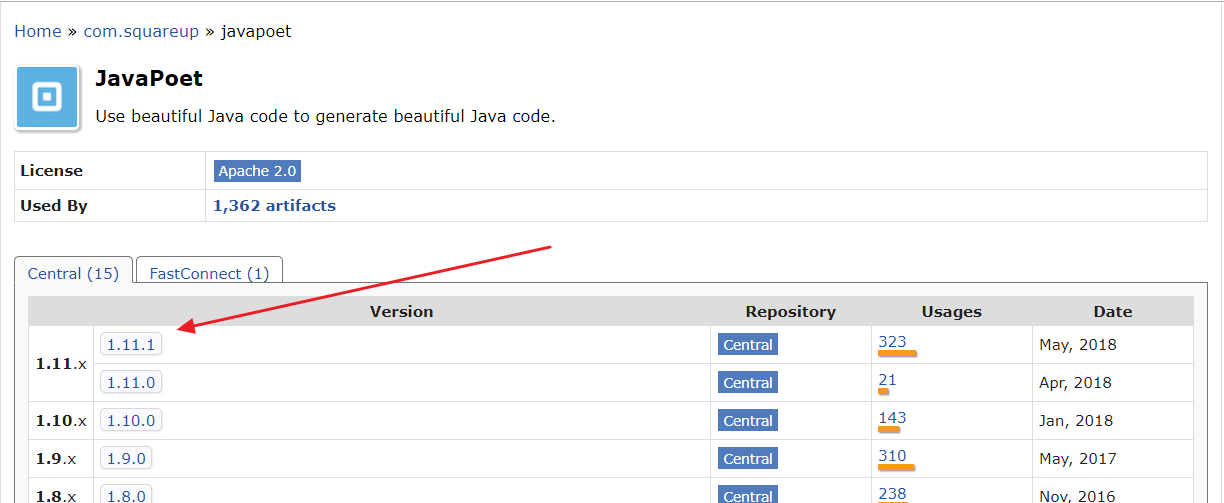 Home » com.squareup » javapoet
JavaPoet
Use beautiful Java code to generate beautiful Java code.
License Apache 2.0
Used By 1,362 artifacts
Central (15) FastConnect (1)
Version Repository Usages Date
1.11.x 1.11.1 Central 323 May, 2018
1.11.0 Central 21 Apr, 2018
1.10.x 1.10.0 Central 143 Jan, 2018
1.9.x 1.9.0 Central 310 May, 2017
1.8.x 1.8.0 Central 238 Nov, 2016